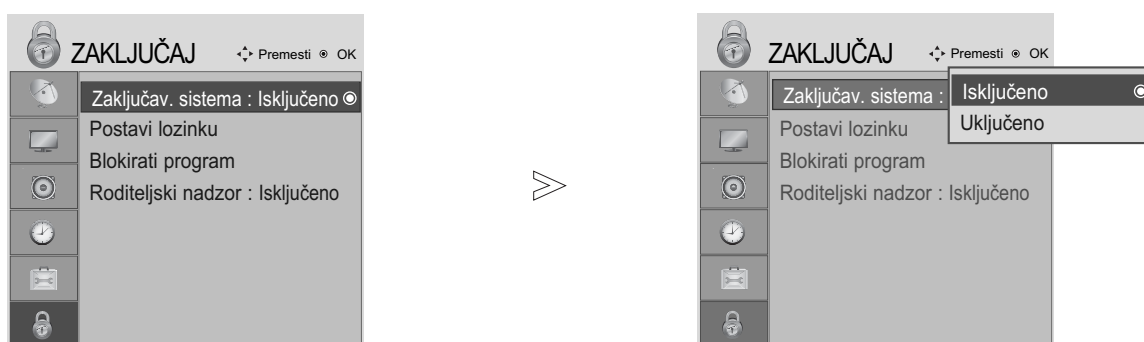 ZAKLJUČAJ Premesti OK
Zaključav. sistema : Isključeno
Postavi lozinku
Blokirati program
Roditeljski nadzor : Isključeno
ZAKLJUČAJ Premesti OK
Zaključav. sistema : Isključeno
Uključeno
Postavi lozinku
Blokirati program
Roditeljski nadzor : Isključeno